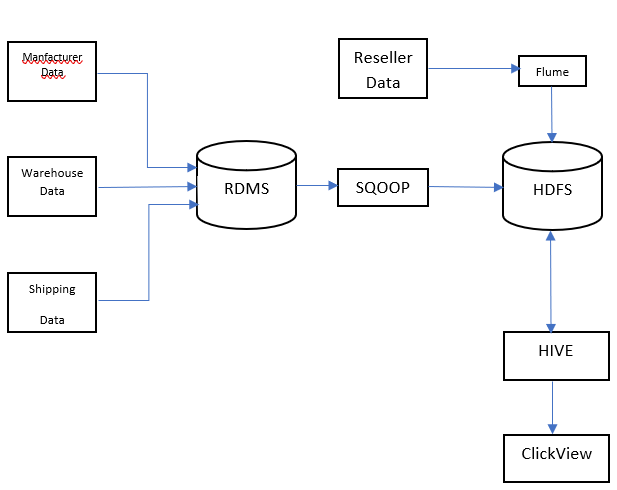 Manfacturer
Data
Reseller
Data
Flume
Warehouse
Data
RDMS
SQOOP
HDFS
Shipping
Data
HIVE
ClickView